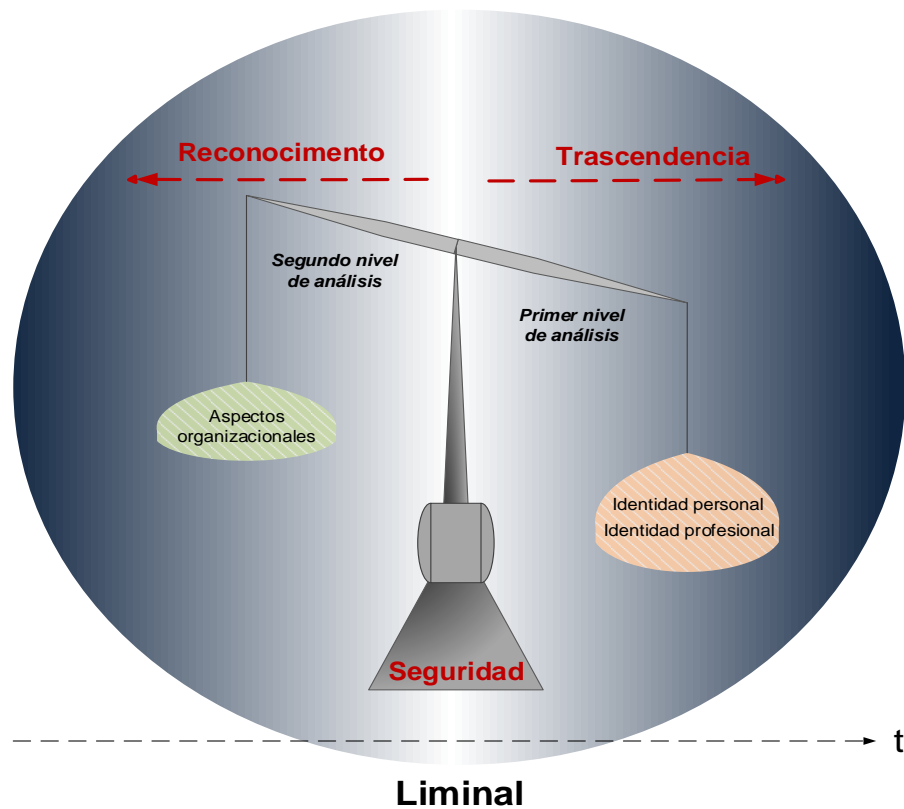 Reconocimento
Trascendencia
Segundo nivel
de análisis
Primer nivel
de análisis
Aspectos
organizacionales
Identidad personal
Identidad profesional
Seguridad
t
Liminal